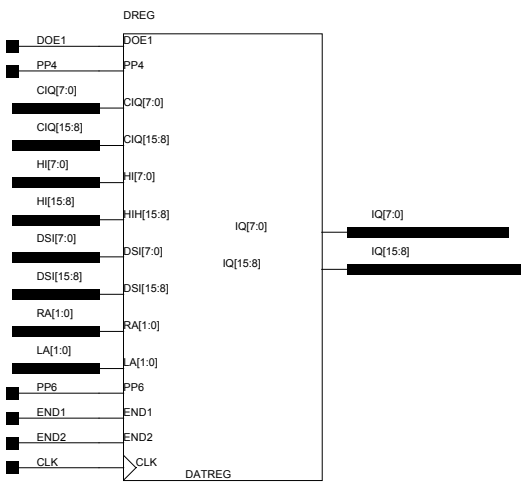 DREG
DOE1 DOE1
PP4 PP4
CIQ[7:0] CIQ[7:0]
CIQ[15:8] CIQ[15:8]
HI[7:0] HI[7:0]
HI[15:8] HIH[15:8]
IQ[7:0] IQ[7:0]
DSI[7:0] DSI[7:0]
IQ[15:8] IQ[15:8]
DSI[15:8] DSI[15:8]
RA[1:0] RA[1:0]
LA[1:0] LA[1:0]
PP6 PP6
END1 END1
END2 END2
CLK CLK
DATREG